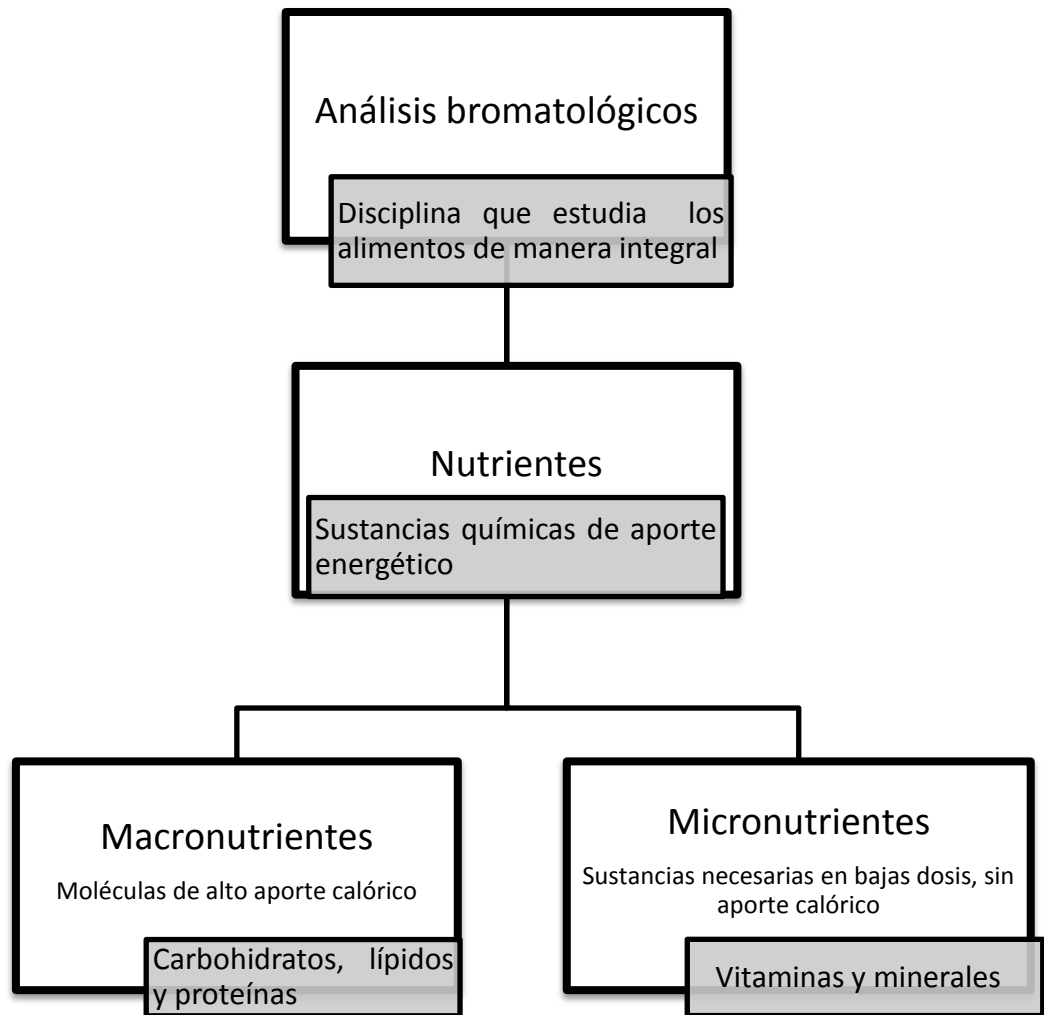 Análisis bromatológicos
Disciplina que estudia los
alimentos de manera integral
Nutrientes
Sustancias químicas de aporte
energético
Macronutrientes
Moléculas de alto aporte calórico
Carbohidratos, lípidos
y proteínas
Micronutrientes
Sustancias necesarias en bajas dosis, sin
aporte calórico
Vitaminas y minerales